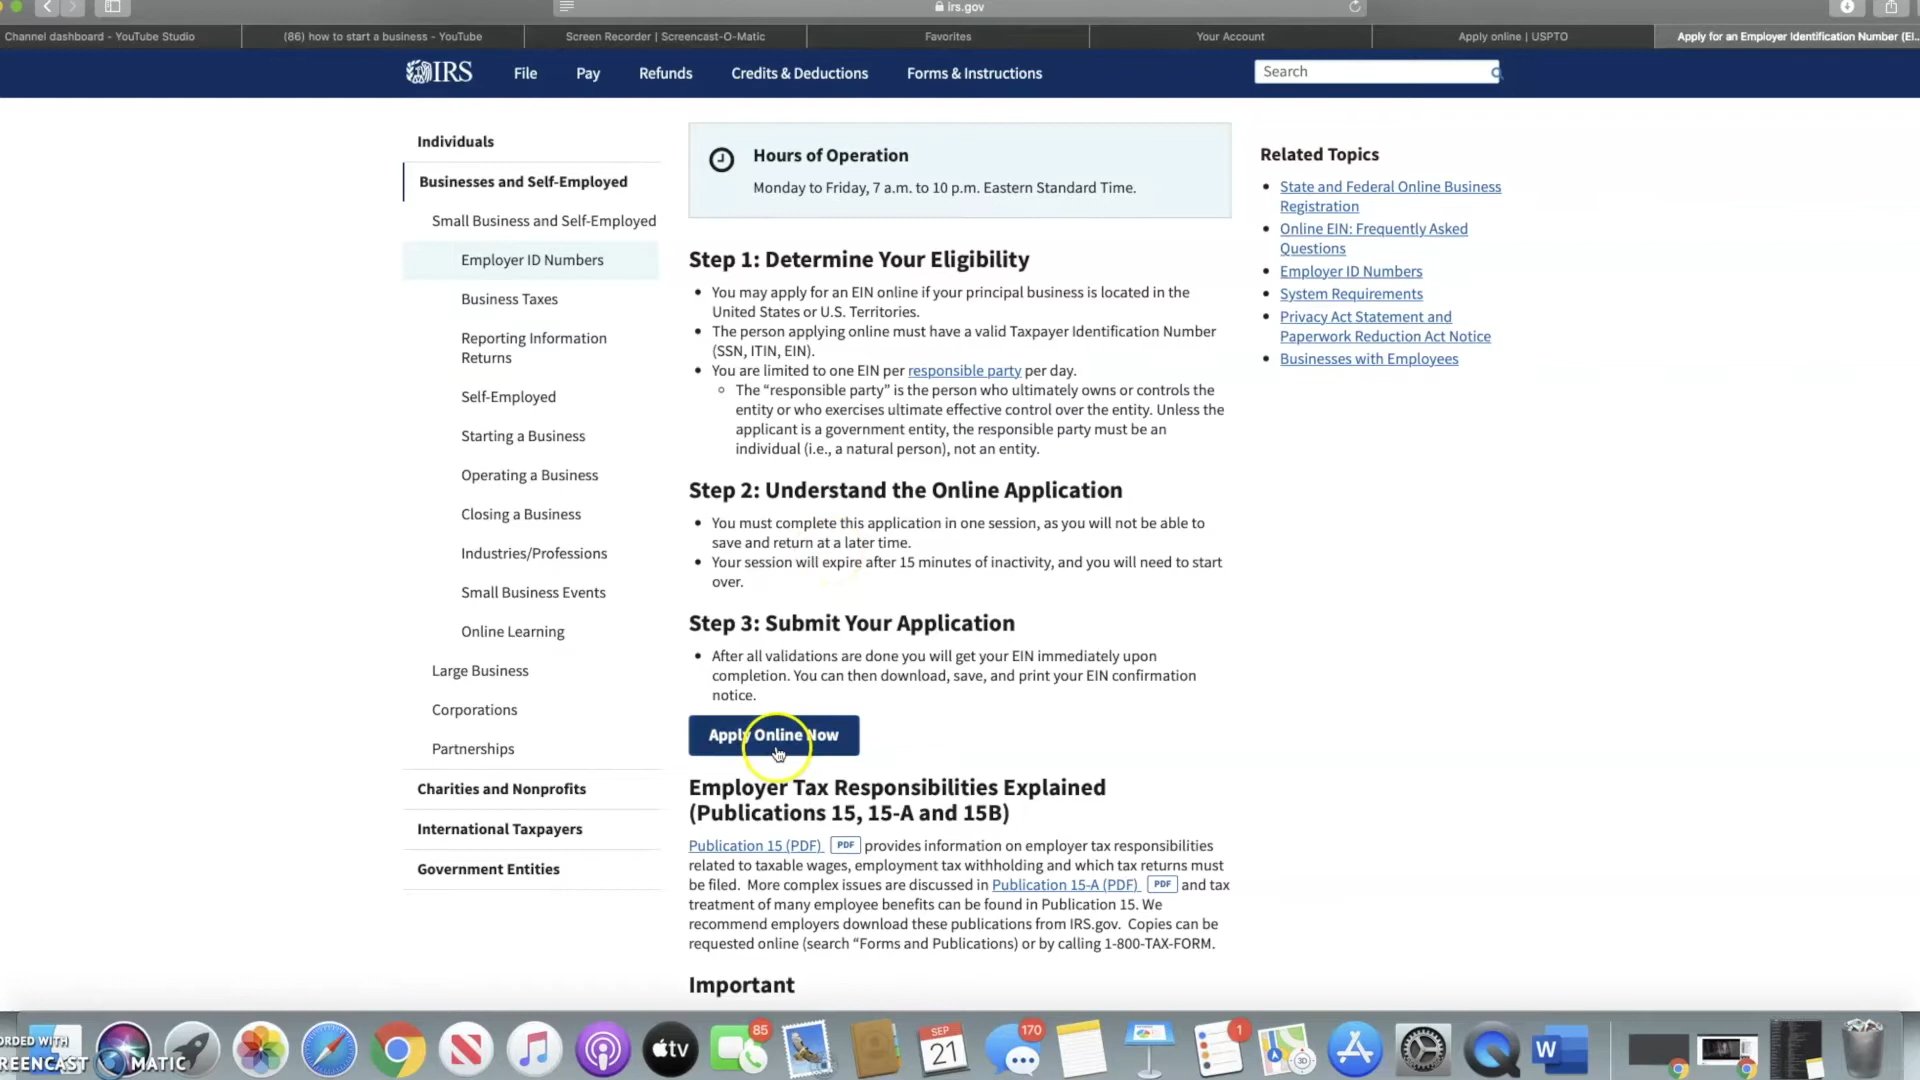 irs.gov
Channel dashboard - YouTube Studio
(86) how to start a business - YouTube
Screen Recorder | Screencast-O-Matic
Favorites
Your Account
Apply online | USPTO
Apply for an Employer Identification Number (EI...
IRS
File
Pay
Refunds
Credits & Deductions
Forms & Instructions
Search
Individuals
Businesses and Self-Employed
Small Business and Self-Employed
Employer ID Numbers
Business Taxes
Reporting Information
Returns
Self-Employed
Starting a Business
Operating a Business
Closing a Business
Industries/Professions
Small Business Events
Online Learning
Large Business
Corporations
Partnerships
Charities and Nonprofits
International Taxpayers
Government Entities
Hours of Operation
Monday to Friday, 7 a.m. to 10 p.m. Eastern Standard Time.
Step 1: Determine Your Eligibility
• You may apply for an EIN online if your principal business is located in the
United States or U.S. Territories.
• The person applying online must have a valid Taxpayer Identification Number
(SSN, ITIN, EIN).
• You are limited to one EIN per responsible party per day.
○ The “responsible party” is the person who ultimately owns or controls the
entity or who exercises ultimate effective control over the entity. Unless the
applicant is a government entity, the responsible party must be an
individual (i.e., a natural person), not an entity.
Step 2: Understand the Online Application
• You must complete this application in one session, as you will not be able to
save and return at a later time.
• Your session will expire after 15 minutes of inactivity, and you will need to start
over.
Step 3: Submit Your Application
• After all validations are done you will get your EIN immediately upon
completion. You can then download, save, and print your EIN confirmation
notice.
Apply Online Now
Employer Tax Responsibilities Explained
(Publications 15, 15-A and 15B)
Publication 15 (PDF) PDF provides information on employer tax responsibilities
related to taxable wages, employment tax withholding and which tax returns must
be filed. More complex issues are discussed in Publication 15-A (PDF) PDF and tax
treatment of many employee benefits can be found in Publication 15. We
recommend employers download these publications from IRS.gov. Copies can be
requested online (search “Forms and Publications) or by calling 1-800-TAX-FORM.
Important
Related Topics
• State and Federal Online Business
Registration
• Online EIN: Frequently Asked
Questions
• Employer ID Numbers
• System Requirements
• Privacy Act Statement and
Paperwork Reduction Act Notice
• Businesses with Employees
ORDED WITH
REENCAST MATIC
tv
85
SEP
21
170
1
3D
W